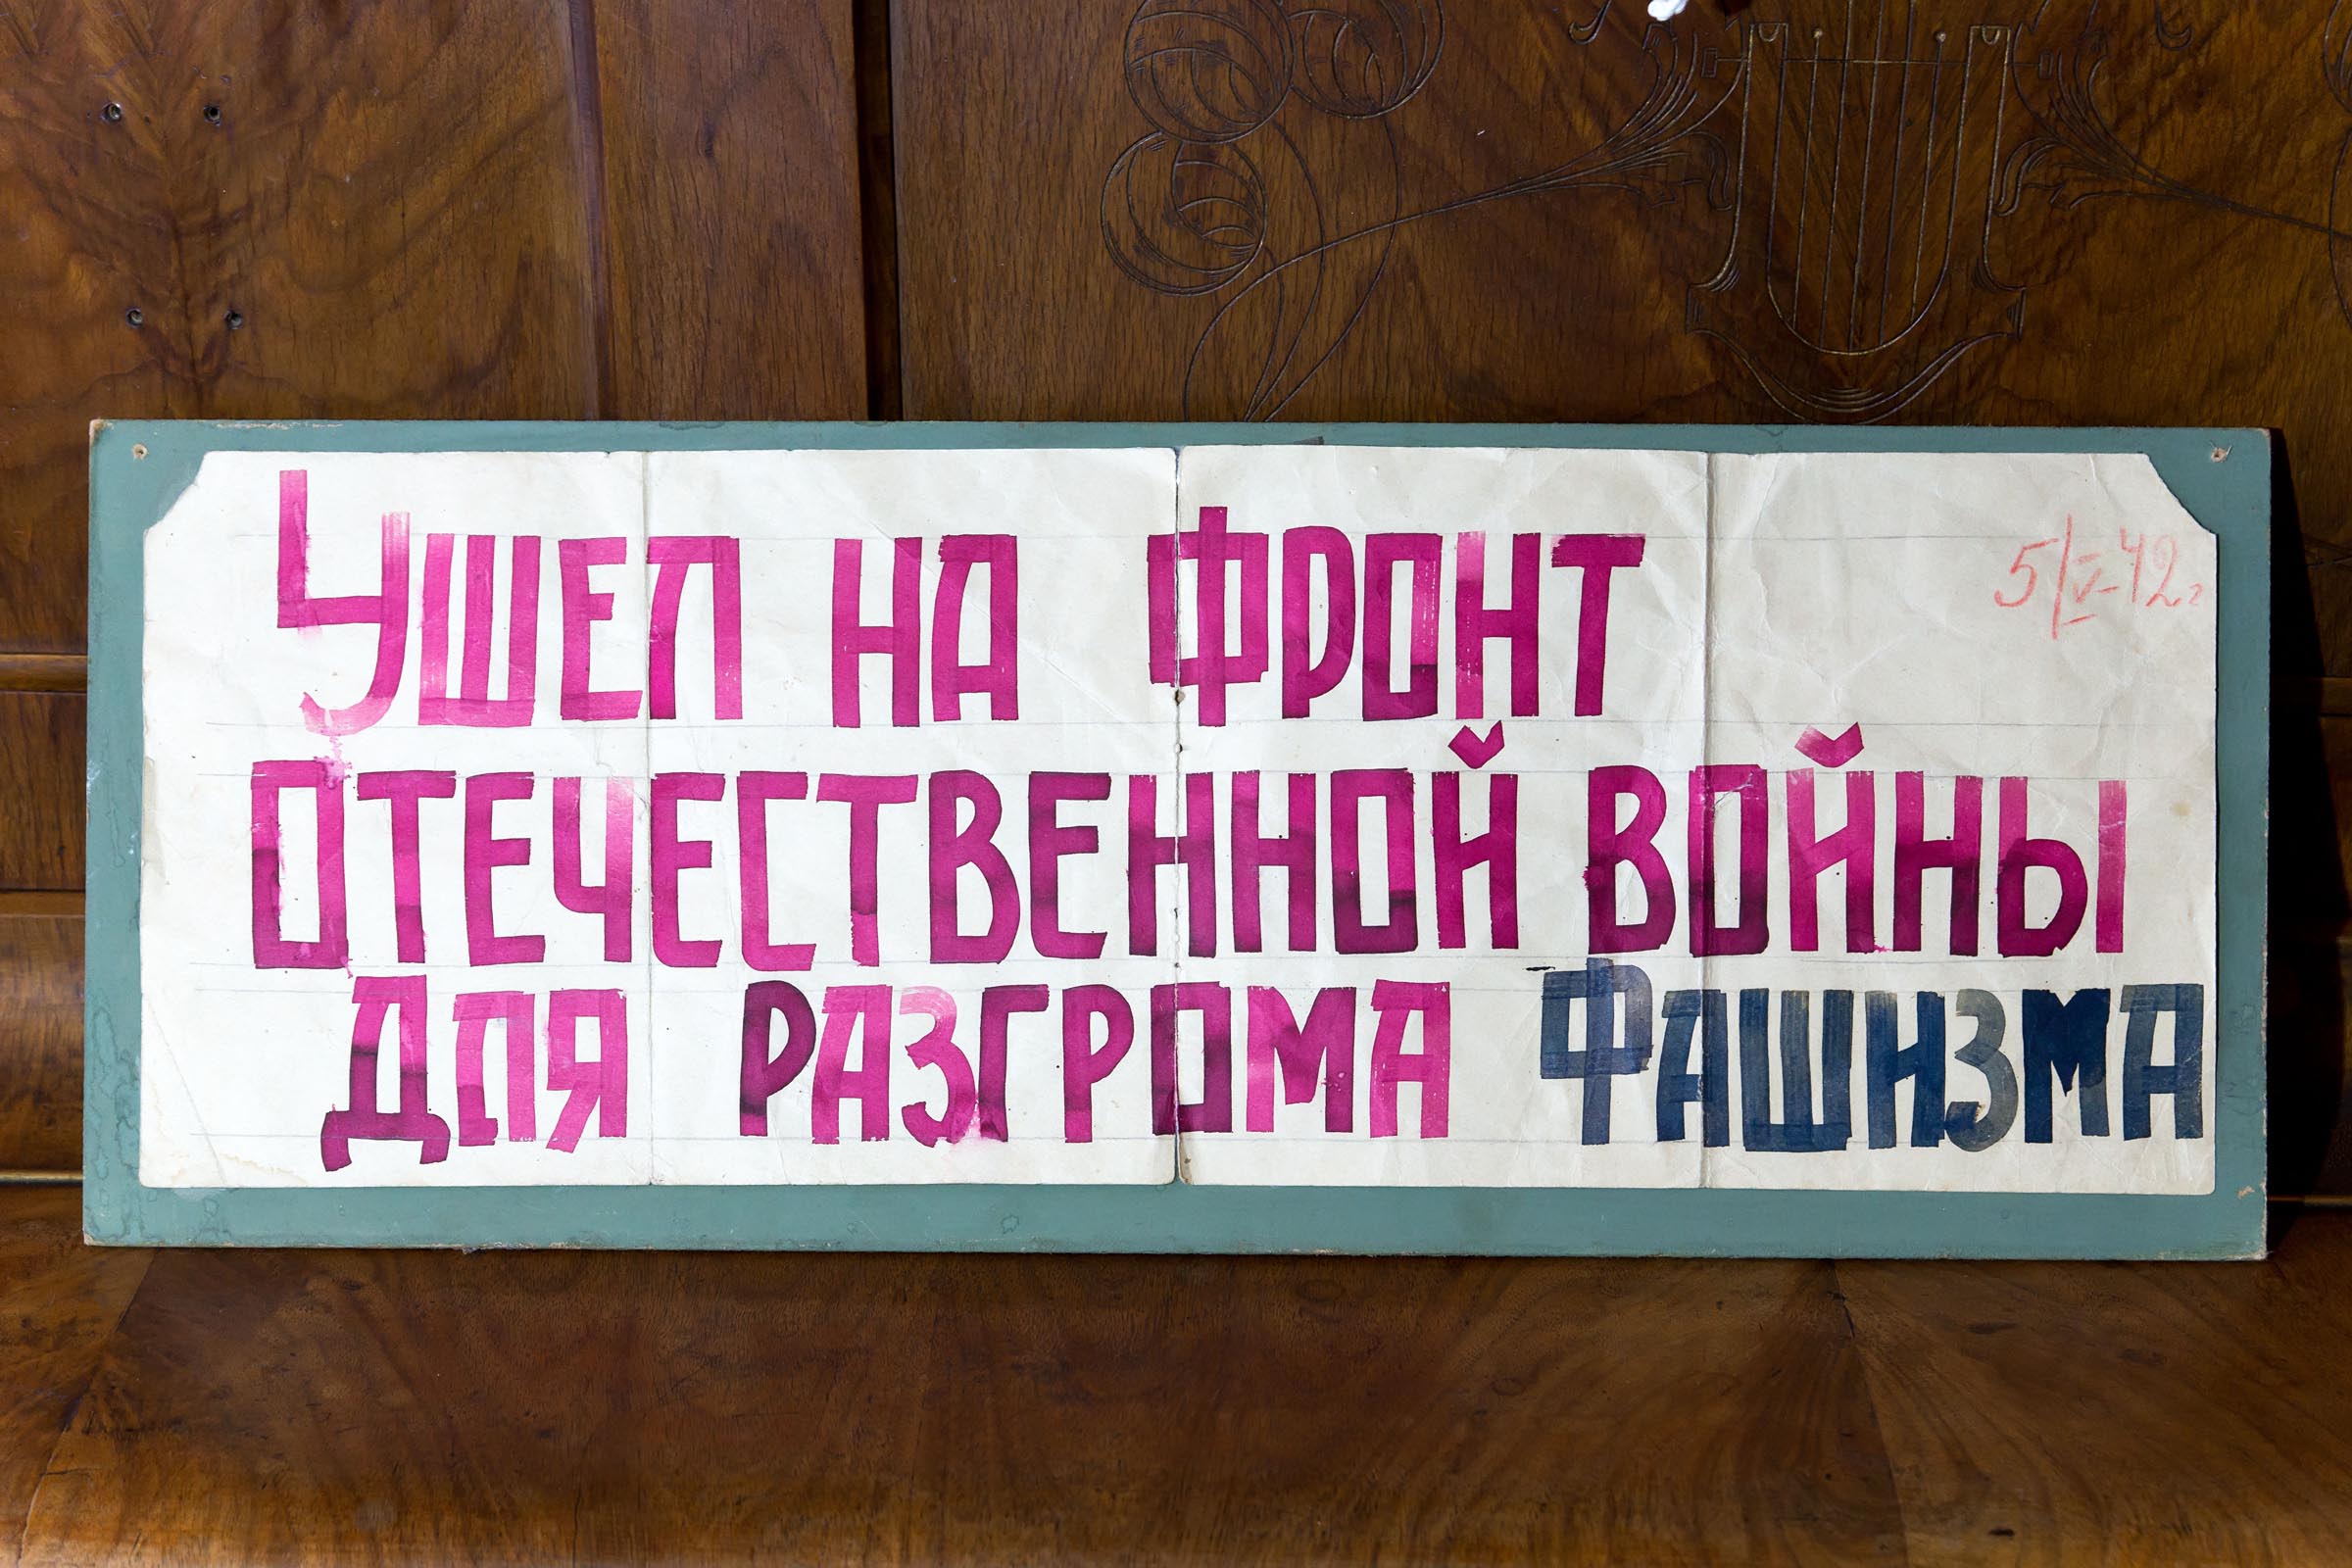 Ушел на фронт
5/V-42г
отечественной войны
для разгрома фашизма